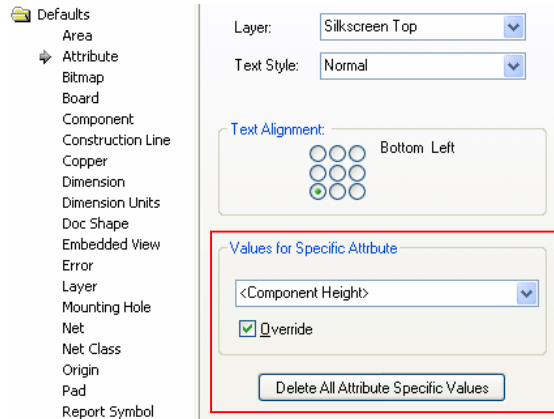 Defaults
Area
Attribute
Bitmap
Board
Component
Construction Line
Copper
Dimension
Dimension Units
Doc Shape
Embedded View
Error
Layer
Mounting Hole
Net
Net Class
Origin
Pad
Report Symbol
Layer: Silkscreen Top
Text Style: Normal
Text Alignment:
Bottom Left
Values for Specific Attrbute
<Component Height>
Override
Delete All Attribute Specific Values